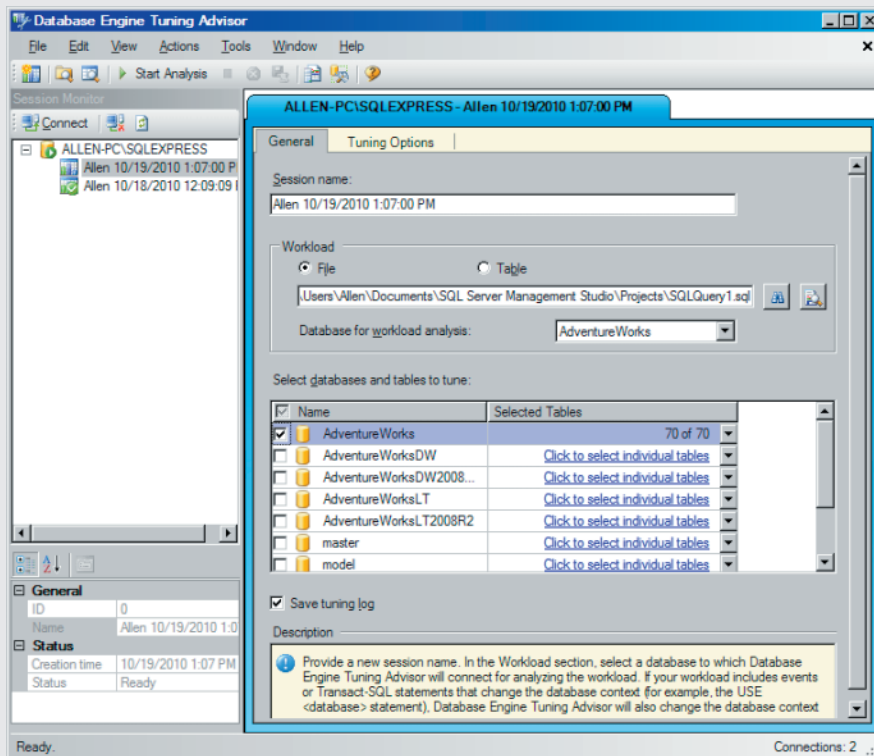 Database Engine Tuning Advisor
File Edit View Actions Tools Window Help
Start Analysis
Session Monitor
Connect
ALLEN-PC\SQLEXPRESS
Allen 10/19/2010 1:07:00 P
Allen 10/18/2010 12:09:09
ALLEN-PC\SQLEXPRESS - Allen 10/19/2010 1:07:00 PM
General Tuning Options
Session name:
Allen 10/19/2010 1:07:00 PM
Workload
File Table
\Users\Allen\Documents\SQL Server Management Studio\Projects\SQLQuery1.sql
Database for workload analysis: AdventureWorks
Select databases and tables to tune:
Name Selected Tables
AdventureWorks 70 of 70
AdventureWorksDW Click to select individual tables
AdventureWorksDW2008... Click to select individual tables
AdventureWorksLT Click to select individual tables
AdventureWorksLT2008R2 Click to select individual tables
master Click to select individual tables
model Click to select individual tables
Save tuning log
Description
Provide a new session name. In the Workload section, select a database to which Database
Engine Tuning Advisor will connect for analyzing the workload. If your workload includes events
or Transact-SQL statements that change the database context (for example, the USE
<database> statement), Database Engine Tuning Advisor will also change the database context
General
ID 0
Name Allen 10/19/2010 1:0
Status
Creation time 10/19/2010 1:07 PM
Status Ready
Ready. Connections: 2